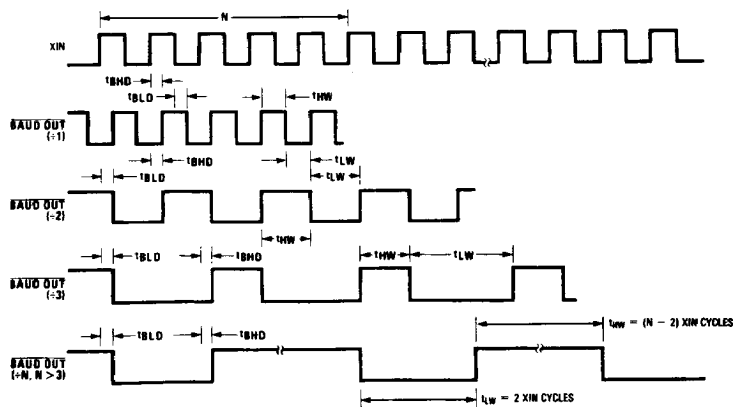 N
XIN
tBHD
tBLD
tHW
BAUD OUT
(÷1)
tBLD
tBHD
tLW
tLW
BAUD OUT
(÷2)
tHW
tBLD
tBHD
tHW
tLW
BAUD OUT
(÷3)
tHW = (N − 2) XIN CYCLES
tBLD
tBHD
BAUD OUT
(÷N, N > 3)
tLW = 2 XIN CYCLES